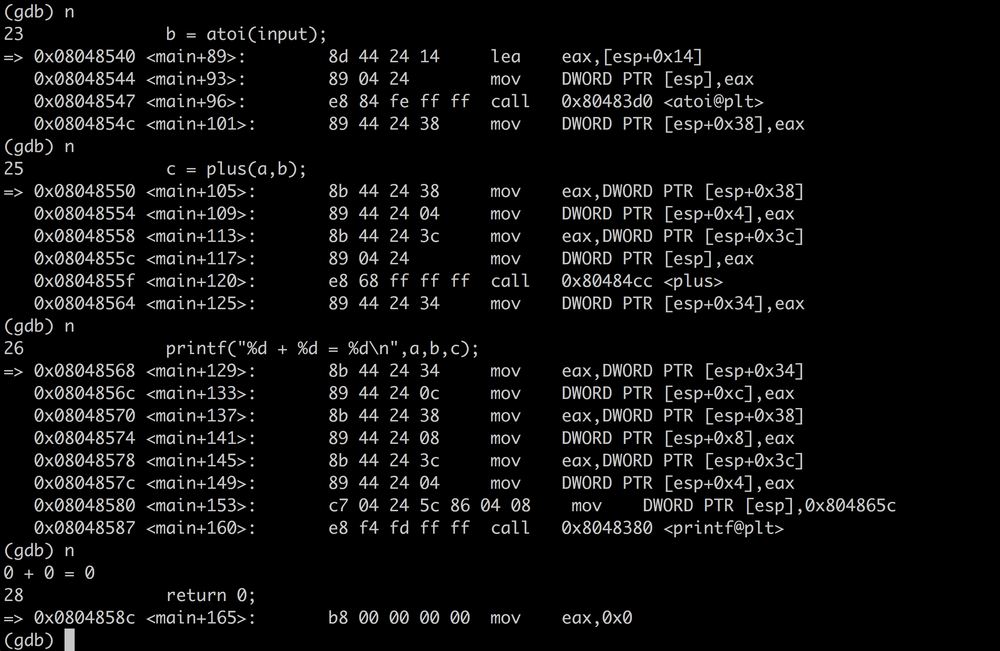 (gdb) n
23              b = atoi(input);
=> 0x08048540 <main+89>:        8d 44 24 14     lea    eax,[esp+0x14]
   0x08048544 <main+93>:        89 04 24        mov    DWORD PTR [esp],eax
   0x08048547 <main+96>:        e8 84 fe ff ff  call   0x80483d0 <atoi@plt>
   0x0804854c <main+101>:       89 44 24 38     mov    DWORD PTR [esp+0x38],eax
(gdb) n
25              c = plus(a,b);
=> 0x08048550 <main+105>:       8b 44 24 38     mov    eax,DWORD PTR [esp+0x38]
   0x08048554 <main+109>:       89 44 24 04     mov    DWORD PTR [esp+0x4],eax
   0x08048558 <main+113>:       8b 44 24 3c     mov    eax,DWORD PTR [esp+0x3c]
   0x0804855c <main+117>:       89 04 24        mov    DWORD PTR [esp],eax
   0x0804855f <main+120>:       e8 68 ff ff ff  call   0x80484cc <plus>
   0x08048564 <main+125>:       89 44 24 34     mov    DWORD PTR [esp+0x34],eax
(gdb) n
26              printf("%d + %d = %d\n",a,b,c);
=> 0x08048568 <main+129>:       8b 44 24 34     mov    eax,DWORD PTR [esp+0x34]
   0x0804856c <main+133>:       89 44 24 0c     mov    DWORD PTR [esp+0xc],eax
   0x08048570 <main+137>:       8b 44 24 38     mov    eax,DWORD PTR [esp+0x38]
   0x08048574 <main+141>:       89 44 24 08     mov    DWORD PTR [esp+0x8],eax
   0x08048578 <main+145>:       8b 44 24 3c     mov    eax,DWORD PTR [esp+0x3c]
   0x0804857c <main+149>:       89 44 24 04     mov    DWORD PTR [esp+0x4],eax
   0x08048580 <main+153>:       c7 04 24 5c 86 04 08    mov    DWORD PTR [esp],0x804865c
   0x08048587 <main+160>:       e8 f4 fd ff ff  call   0x8048380 <printf@plt>
(gdb) n
0 + 0 = 0
28              return 0;
=> 0x0804858c <main+165>:       b8 00 00 00 00  mov    eax,0x0
(gdb)